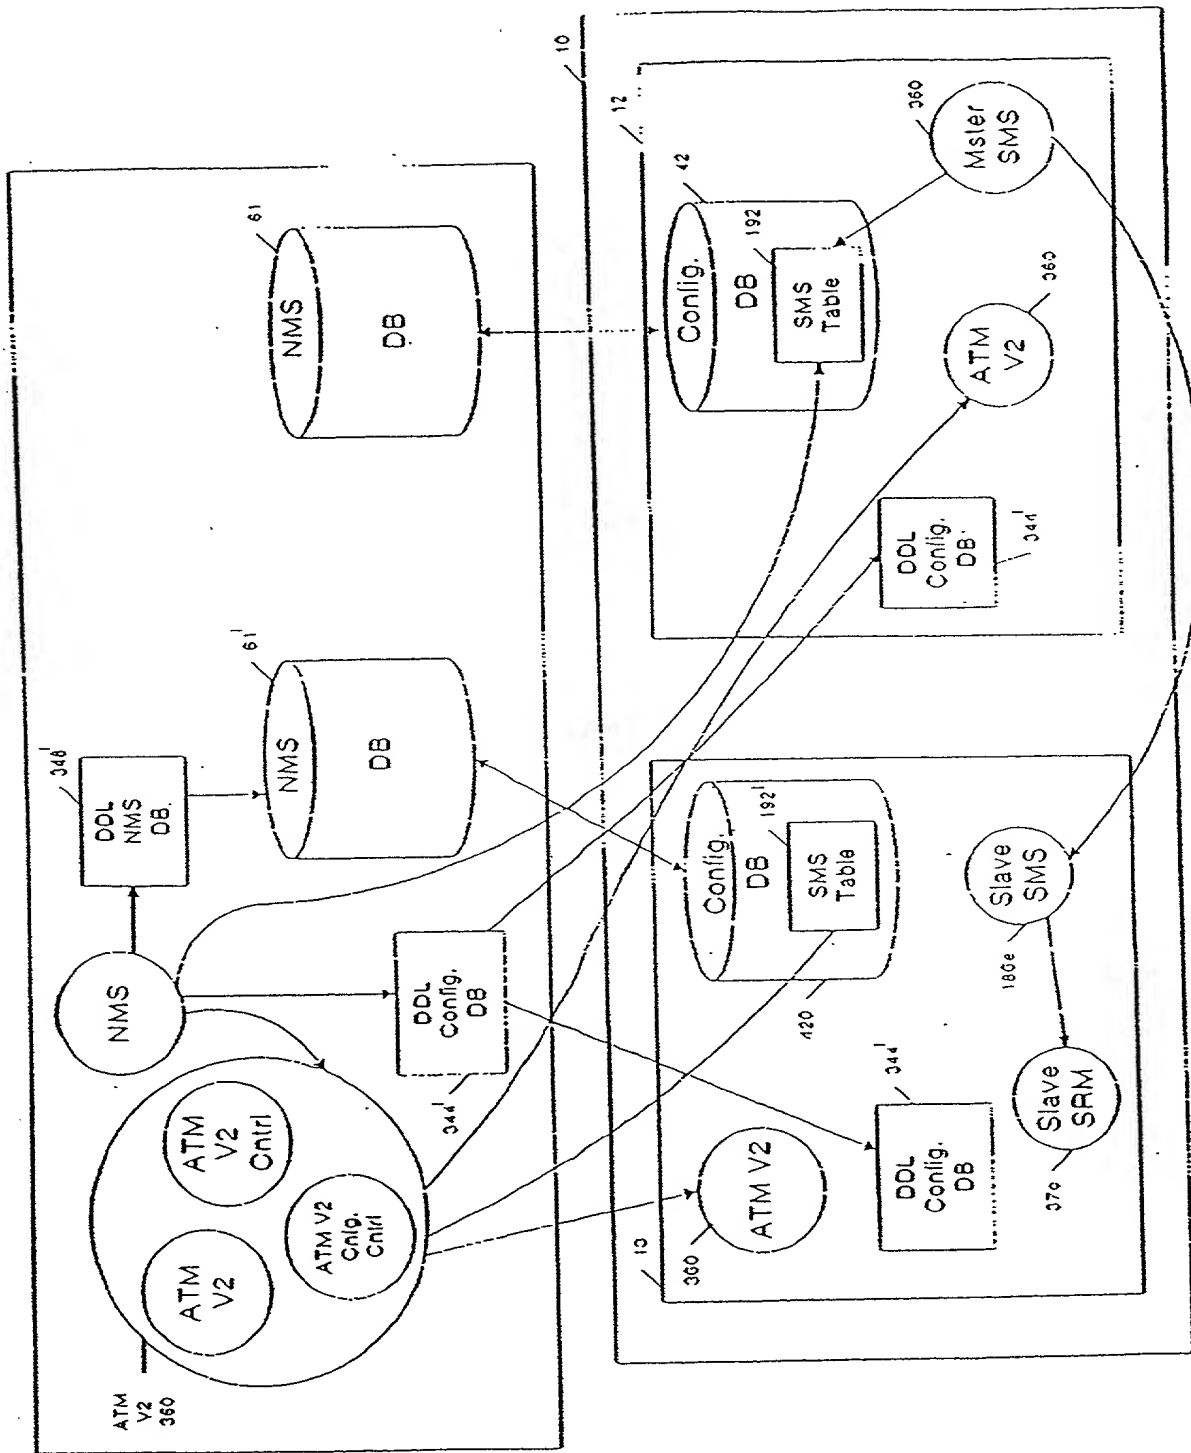 ATM
V2
360
ATM
V2
ATM
V2
Cntrl
ATM V2
Cnfg.
Cntrl
NMS
DDL
NMS
DB.
348'
DDL
Config.
DB
344'
NMS
DB
61'
NMS
DB
61
10
13
360
ATM V2
DDL
Config.
DB
344'
Slave
SRM
37c
Config.
DB
192'
SMS
Table
420
Slave
SMS
186e
12
42
Config.
DB
192
SMS
Table
DDL
Config.
DB'
344'
ATM
V2
360
Mster
SMS
360